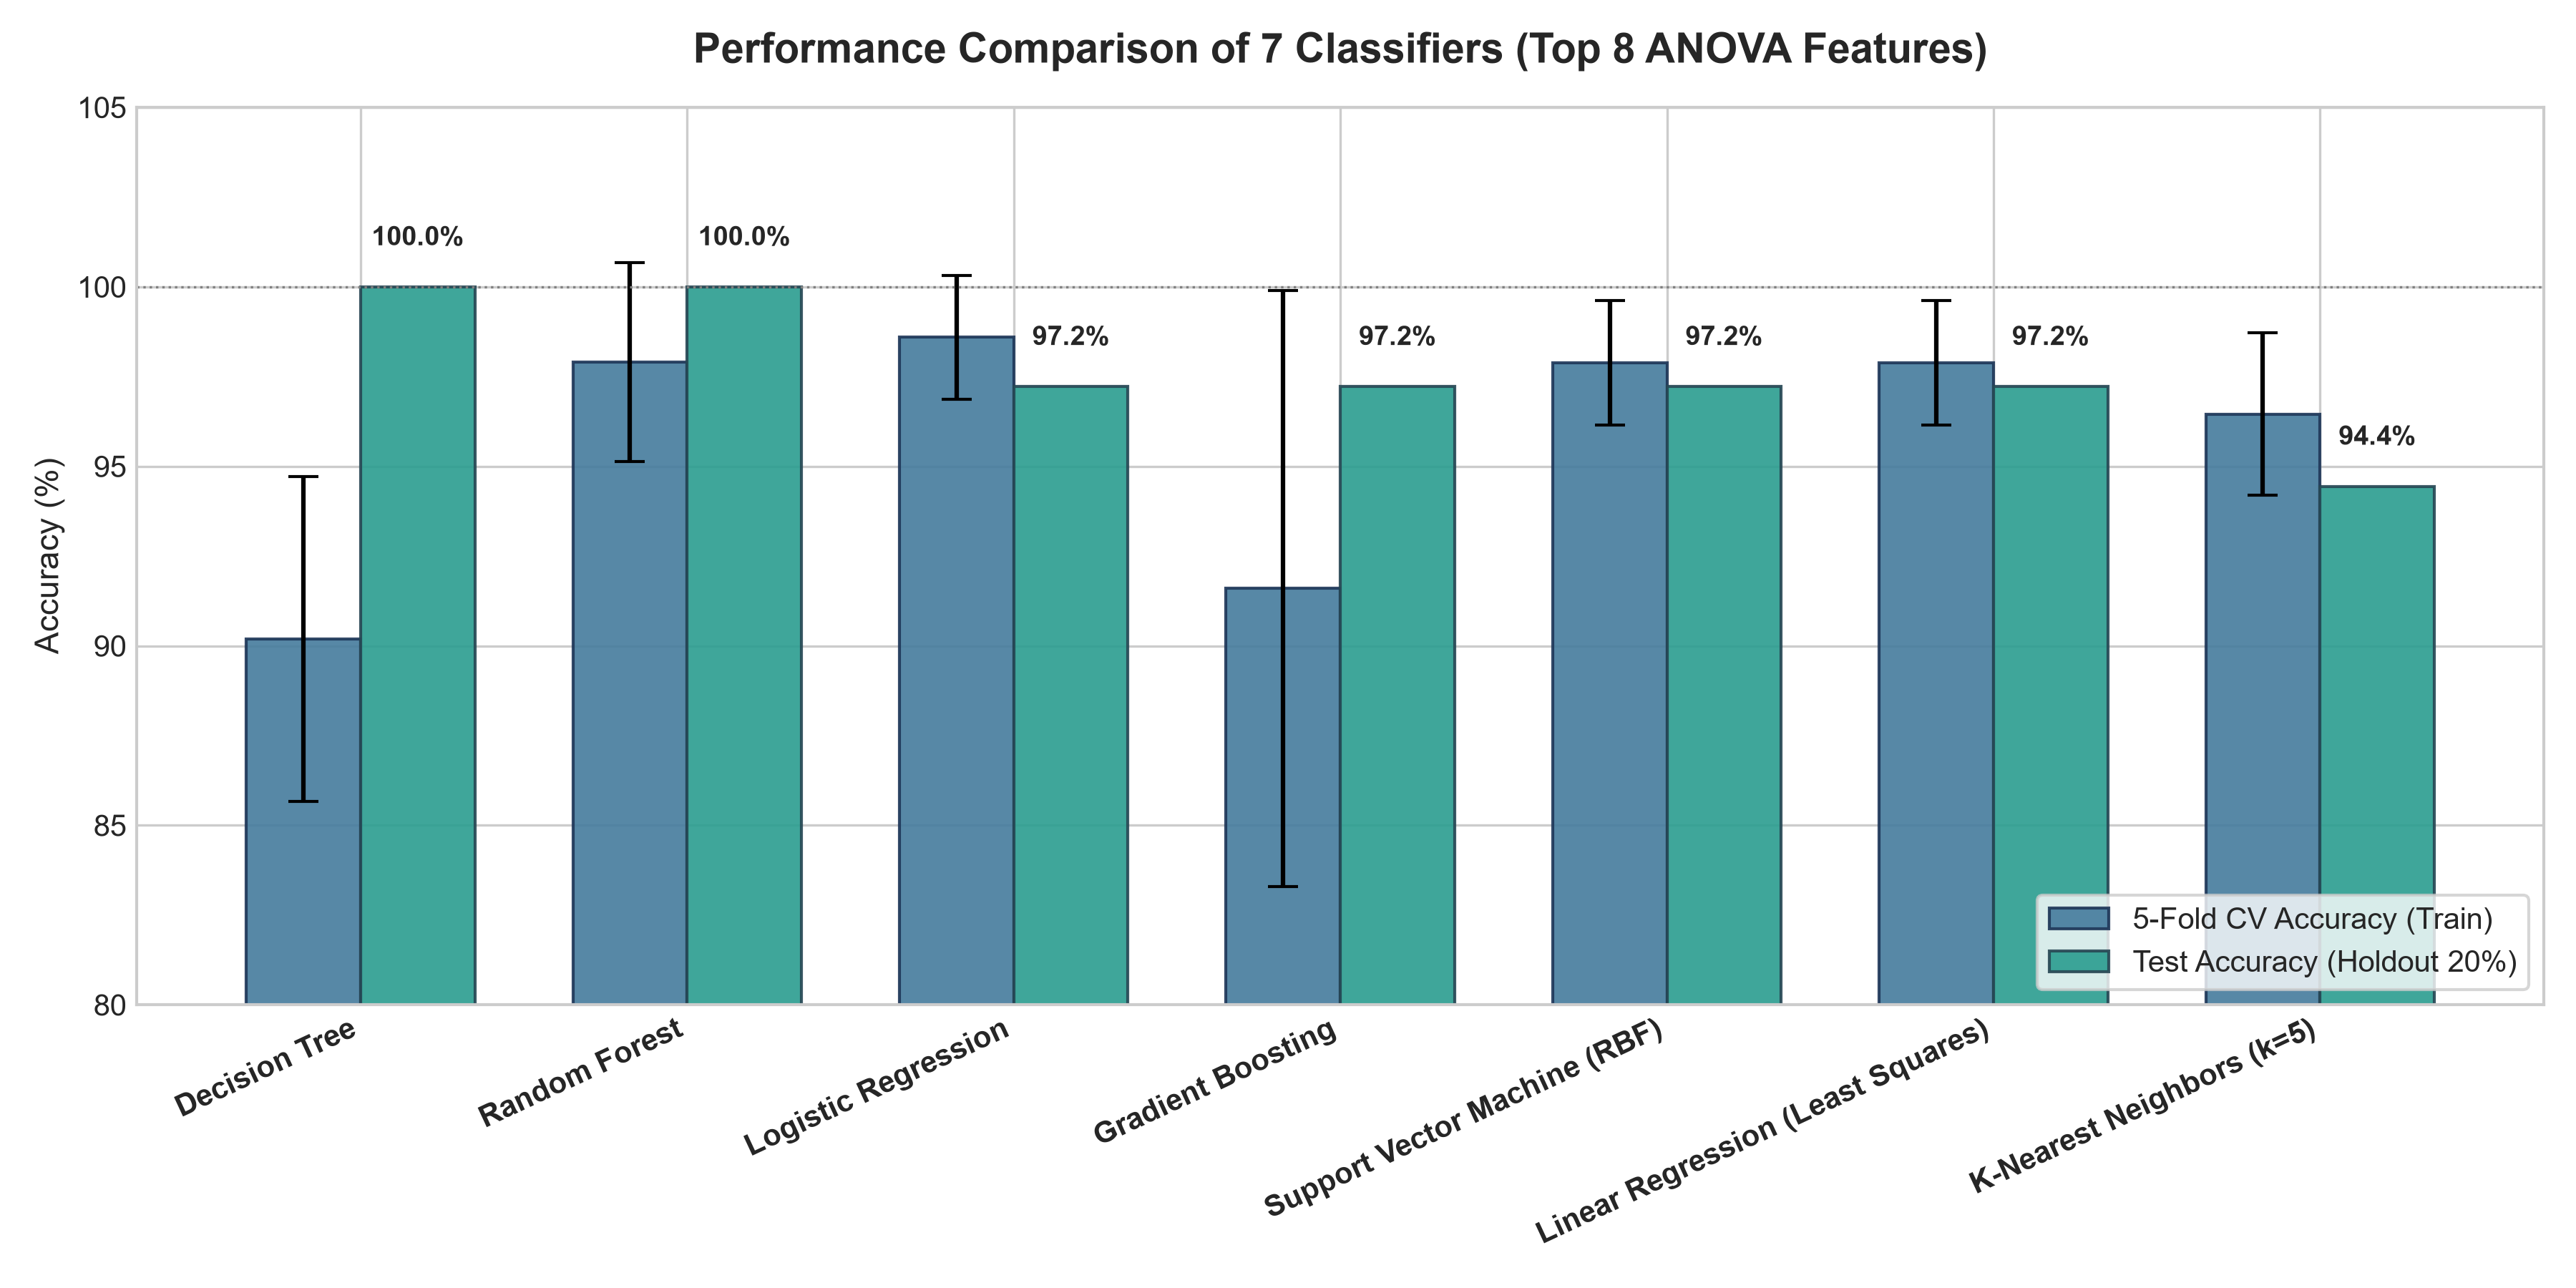 Performance Comparison of 7 Classifiers (Top 8 ANOVA Features)
105
100
95
90
85
80
Accuracy (%)
100.0%
100.0%
97.2%
97.2%
97.2%
97.2%
94.4%
5-Fold CV Accuracy (Train)
Test Accuracy (Holdout 20%)
Decision Tree
Random Forest
Logistic Regression
Gradient Boosting
Support Vector Machine (RBF)
Linear Regression (Least Squares)
K-Nearest Neighbors (k=5)